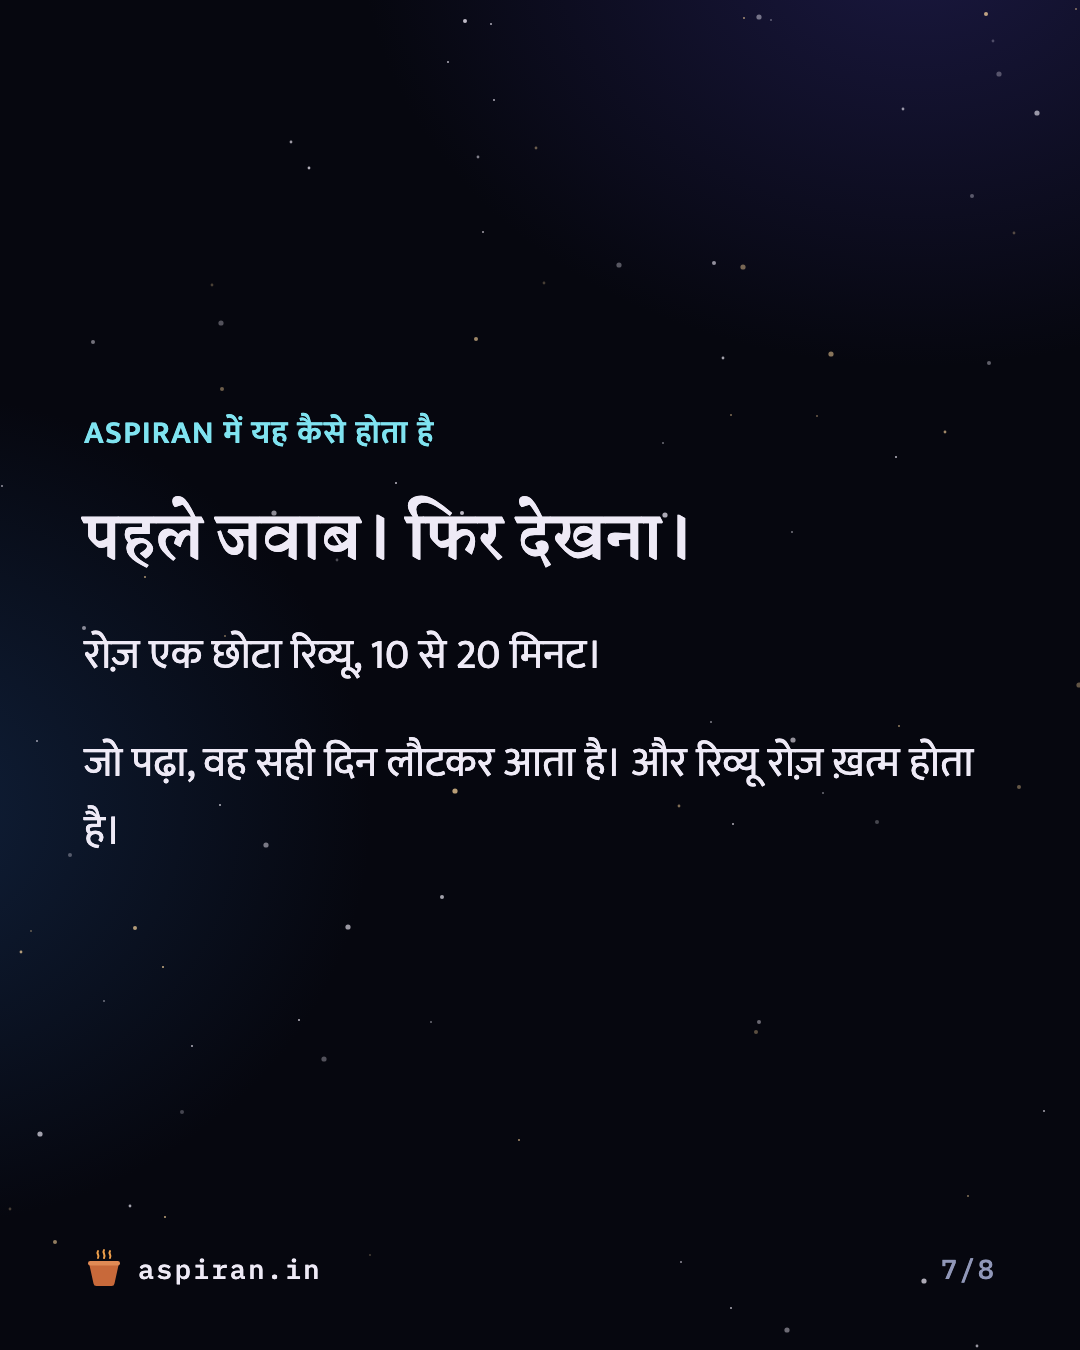 ASPIRAN में यह कैसे होता है
पहले जवाब। फिर देखना।
रोज़ एक छोटा रिव्यू, 10 से 20 मिनट।
जो पढ़ा, वह सही दिन लौटकर आता है। और रिव्यू रोज़ ख़त्म होता
है।
aspiran.in
7/8